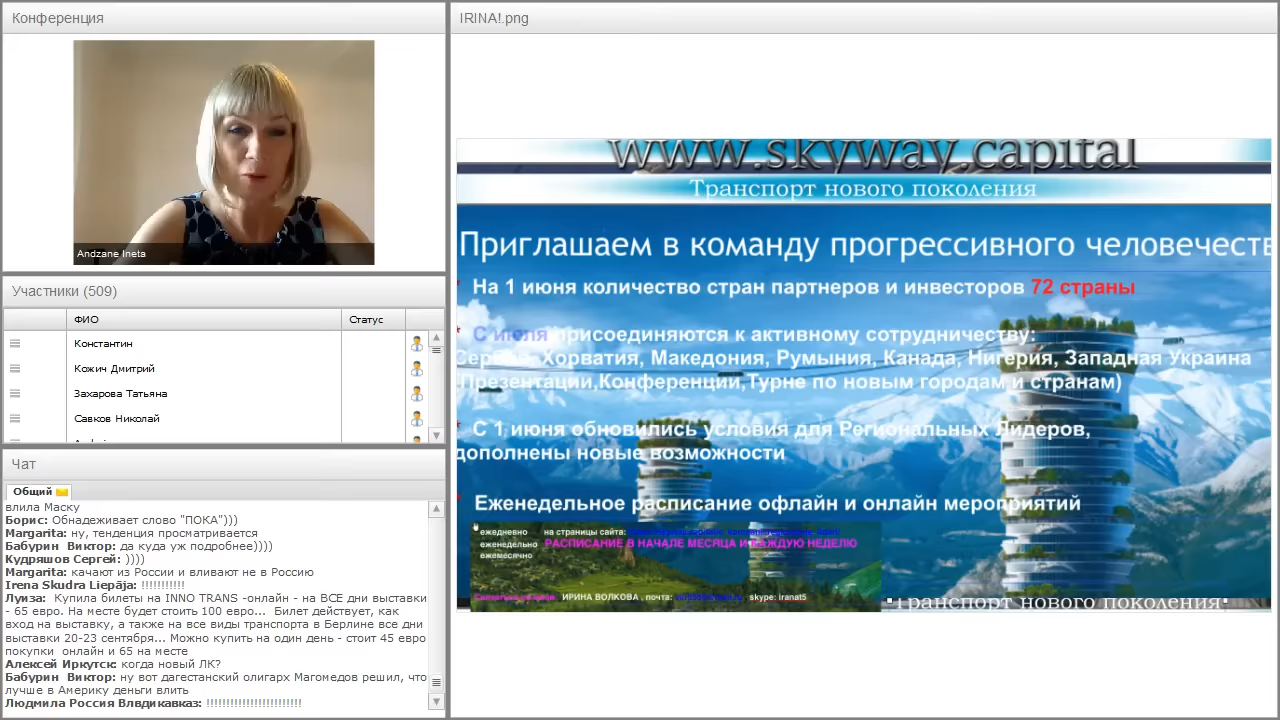 Конференция
Andzane Ineta
Участники (509)
ФИО
Статус
Константин
Кожич Дмитрий
Захарова Татьяна
Савков Николай
Чат
Общий
влила Маску
Борис: Обнадеживает слово "ПОКА")))
Margarita: ну, тенденция просматривается
Бабурин Виктор: да куда уж подробнее))))
Кудряшов Сергей: ))))
Margarita: качают из России и вливают не в Россию
Irena Skudra Liepāja: !!!!!!!!!!!
Луиза: Купила билеты на INNO TRANS -онлайн - на ВСЕ дни выставки
- 65 евро. На месте будет стоить 100 евро... Билет действует, как
вход на выставку, а также на все виды транспорта в Берлине все дни
выставки 20-23 сентября... Можно купить на один день - стоит 45 евро
покупки онлайн и 65 на месте
Алексей Иркутск: когда новый ЛК?
Бабурин Виктор: ну вот дагестанский олигарх Магомедов решил, что
лучше в Америку деньги влить
Людмила Россия Влвдикавказ: !!!!!!!!!!!!!!!!!!!!!!!!
IRINA!.png
www.skyway.capital
Транспорт нового поколения
Приглашаем в команду прогрессивного человечеств
На 1 июня количество стран партнеров и инвесторов 72 страны
С июля присоединяются к активному сотрудничеству:
Сербия, Хорватия, Македония, Румыния, Канада, Нигерия, Западная Украина
Презентации,Конференции,Турне по новым городам и странам)
С 1 июня обновились условия для Региональных Лидеров,
дополнены новые возможности
Еженедельное расписание офлайн и онлайн мероприятий
ежедневно на страницы сайта:
еженедельно РАСПИСАНИЕ В НАЧАЛЕ МЕСЯЦА И КАЖДУЮ НЕДЕЛЮ
ежемесячно
ИРИНА ВОЛКОВА , почта: skype: iranat5
Транспорт нового поколения